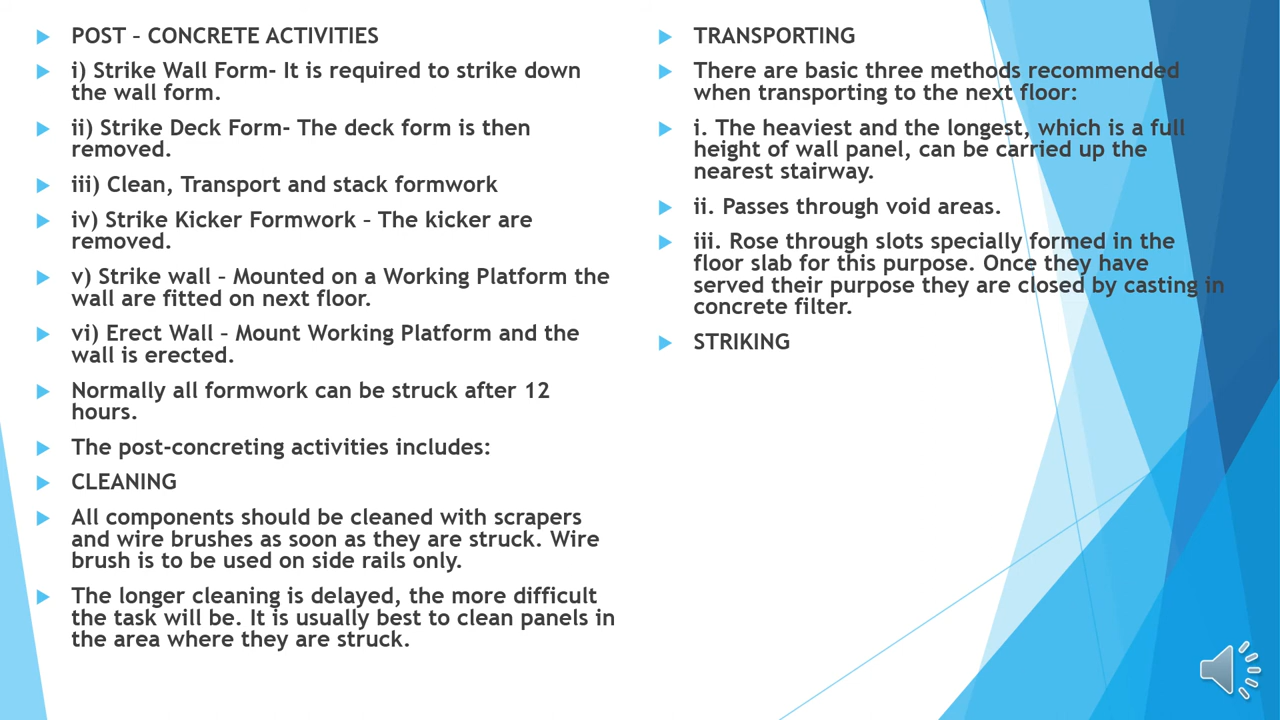 POST – CONCRETE ACTIVITIES
i) Strike Wall Form- It is required to strike down
the wall form.
ii) Strike Deck Form- The deck form is then
removed.
iii) Clean, Transport and stack formwork
iv) Strike Kicker Formwork – The kicker are
removed.
v) Strike wall – Mounted on a Working Platform the
wall are fitted on next floor.
vi) Erect Wall – Mount Working Platform and the
wall is erected.
Normally all formwork can be struck after 12
hours.
The post-concreting activities includes:
CLEANING
All components should be cleaned with scrapers
and wire brushes as soon as they are struck. Wire
brush is to be used on side rails only.
The longer cleaning is delayed, the more difficult
the task will be. It is usually best to clean panels in
the area where they are struck.
TRANSPORTING
There are basic three methods recommended
when transporting to the next floor:
i. The heaviest and the longest, which is a full
height of wall panel, can be carried up the
nearest stairway.
ii. Passes through void areas.
iii. Rose through slots specially formed in the
floor slab for this purpose. Once they have
served their purpose they are closed by casting in
concrete filter.
STRIKING